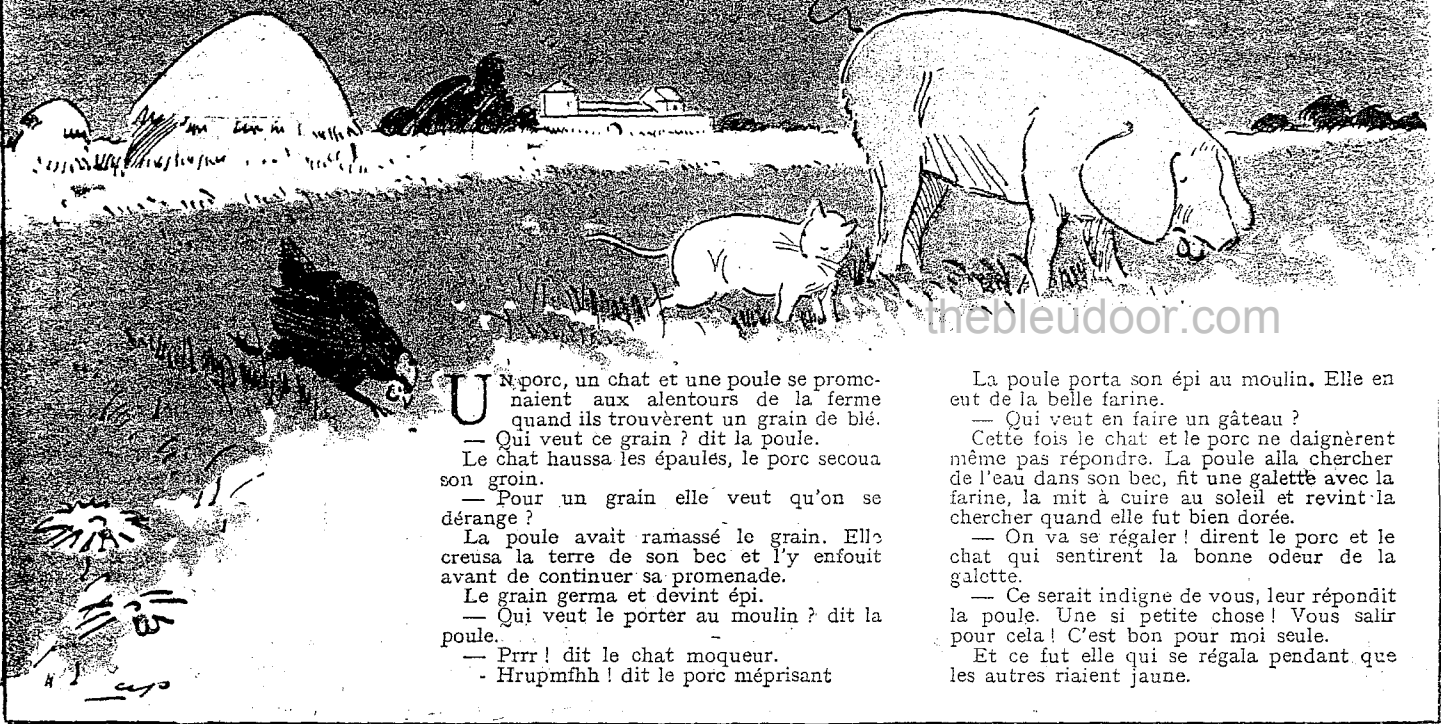 UN porc, un chat et une poule se prome-
naient aux alentours de la ferme
quand ils trouvèrent un grain de blé.
— Qui veut ce grain ? dit la poule.
Le chat haussa les épaules, le porc secoua
son groin.
— Pour un grain elle veut qu'on se
dérange ?
La poule avait ramassé le grain. Elle
creusa la terre de son bec et l'y enfouit
avant de continuer sa promenade.
Le grain germa et devint épi.
— Qui veut le porter au moulin ? dit la
poule.
— Prrr ! dit le chat moqueur.
- Hrupmfhh ! dit le porc méprisant
La poule porta son épi au moulin. Elle en
eut de la belle farine.
— Qui veut en faire un gâteau ?
Cette fois le chat et le porc ne daignèrent
même pas répondre. La poule alla chercher
de l'eau dans son bec, fit une galette avec la
farine, la mit à cuire au soleil et revint la
chercher quand elle fut bien dorée.
— On va se régaler ! dirent le porc et le
chat qui sentirent la bonne odeur de la
galette.
— Ce serait indigne de vous, leur répondit
la poule. Une si petite chose ! Vous salir
pour cela ! C'est bon pour moi seule.
Et ce fut elle qui se régala pendant que
les autres riaient jaune.
thebleudoor.com